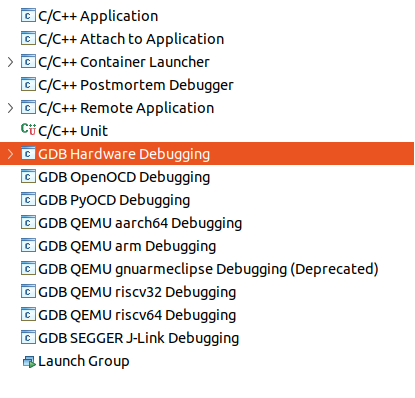 C/C++ Application
C/C++ Attach to Application
C/C++ Container Launcher
C/C++ Postmortem Debugger
C/C++ Remote Application
C/C++ Unit
GDB Hardware Debugging
GDB OpenOCD Debugging
GDB PyOCD Debugging
GDB QEMU aarch64 Debugging
GDB QEMU arm Debugging
GDB QEMU gnuarmeclipse Debugging (Deprecated)
GDB QEMU riscv32 Debugging
GDB QEMU riscv64 Debugging
GDB SEGGER J-Link Debugging
Launch Group